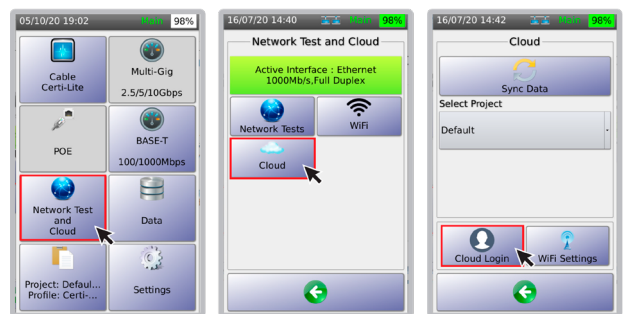 05/10/20 19:02 Main 98%
Cable
Certi-Lite
Multi-Gig
2.5/5/10Gbps
POE
BASE-T
100/1000Mbps
Network Test
and
Cloud
Data
Project: Defaul...
Profile: Certi-...
Settings
16/07/20 14:40 Main 98%
Network Test and Cloud
Active Interface : Ethernet
1000Mb/s,Full Duplex
Network Tests
WiFi
Cloud
16/07/20 14:42 Main 98%
Cloud
Sync Data
Select Project
Default
Cloud Login
WiFi Settings